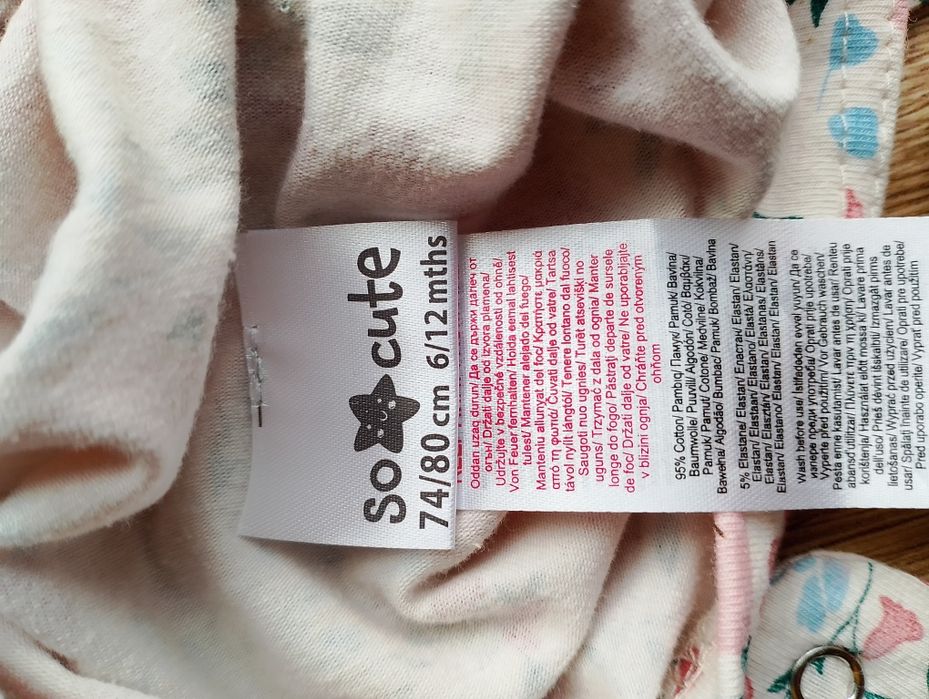 So cute
74/80 cm 6/12 mths
Oddan uzaq durun/ Да се държи далеч от
огън/ Držati dalje od izvora plamena/
Udržujte v bezpečné vzdálenosti od ohně/
Von Feuer fernhalten/ Hoida eemal lahtisest
tulest/ Mantener alejado del fuego/
Manteniu allunyat del foc/ Κρατήστε μακριά
από τη φωτιά/ Čuvati dalje od vatre/ Tartsa
távol nyílt lángtól/ Tenere lontano dal fuoco/
Saugoti nuo ugnies/ Turēt atsevišķi no
uguns/ Trzymać z dala od ognia/ Manter
longe do fogo/ Păstrați departe de sursele
de foc/ Držati dalje od vatre/ Ne uporabljajte
v bližini ognja/ Chráňte pred otvoreným
ohňom
95% Cotton/ Pambıq/ Памук/ Pamuk/ Bavlna/
Baumwolle/ Puuvill/ Algodón/ Cotó/ Βαμβάκι/
Pamuk/ Pamut/ Cotone/ Medvilnė/ Kokvilna/
Bawełna/ Algodão/ Bumbac/ Pamuk/ Bombaž/ Bavlna
5% Elastane/ Elastan/ Еластан/ Elastan/ Elastan/
Elastan/ Elastaan/ Elastano/ Elastà/ Ελαστάνη/
Elastan/ Elasztán/ Elastan/ Elastanas/ Elastāns/
Elastan/ Elastano/ Elastan/ Elastan/ Elastan/ Elastan
Wash before use/ İstifadədən əvvəl yuyun/ Да се
изпере преди употреба/ Oprati prije upotrebe/
Vyperte před použitím/ Vor Gebrauch waschen/
Pesta enne kasutamist/ Lavar antes de usar/ Renteu
abans d'utilitzar/ Πλύνετε πριν τη χρήση/ Oprati prije
korištenja/ Használat előtt mossa ki/ Lavare prima
dell'uso/ Prieš dėvint išskalbti/ Izmazgāt pirms
lietošanas/ Wyprać przed użyciem/ Lavar antes de
usar/ Spălați înainte de utilizare/ Oprati pre upotrebe/
Pred uporabo operite/ Vyprať pred použitím